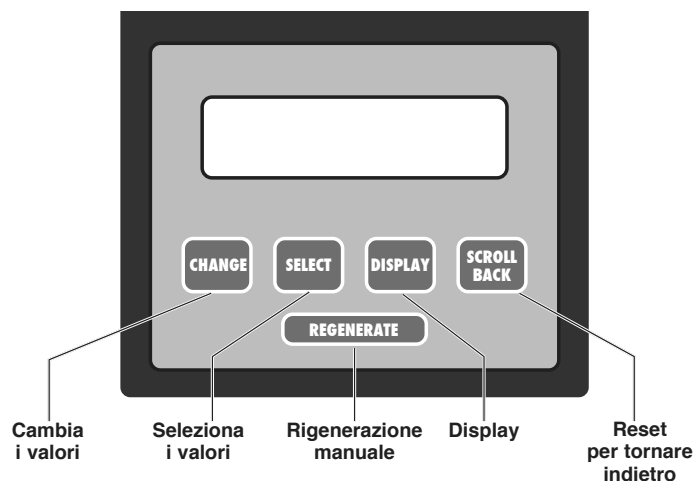 CHANGE
SELECT
DISPLAY
SCROLL
BACK
REGENERATE
Cambia
i valori
Seleziona
i valori
Rigenerazione
manuale
Display
Reset
per tornare
indietro